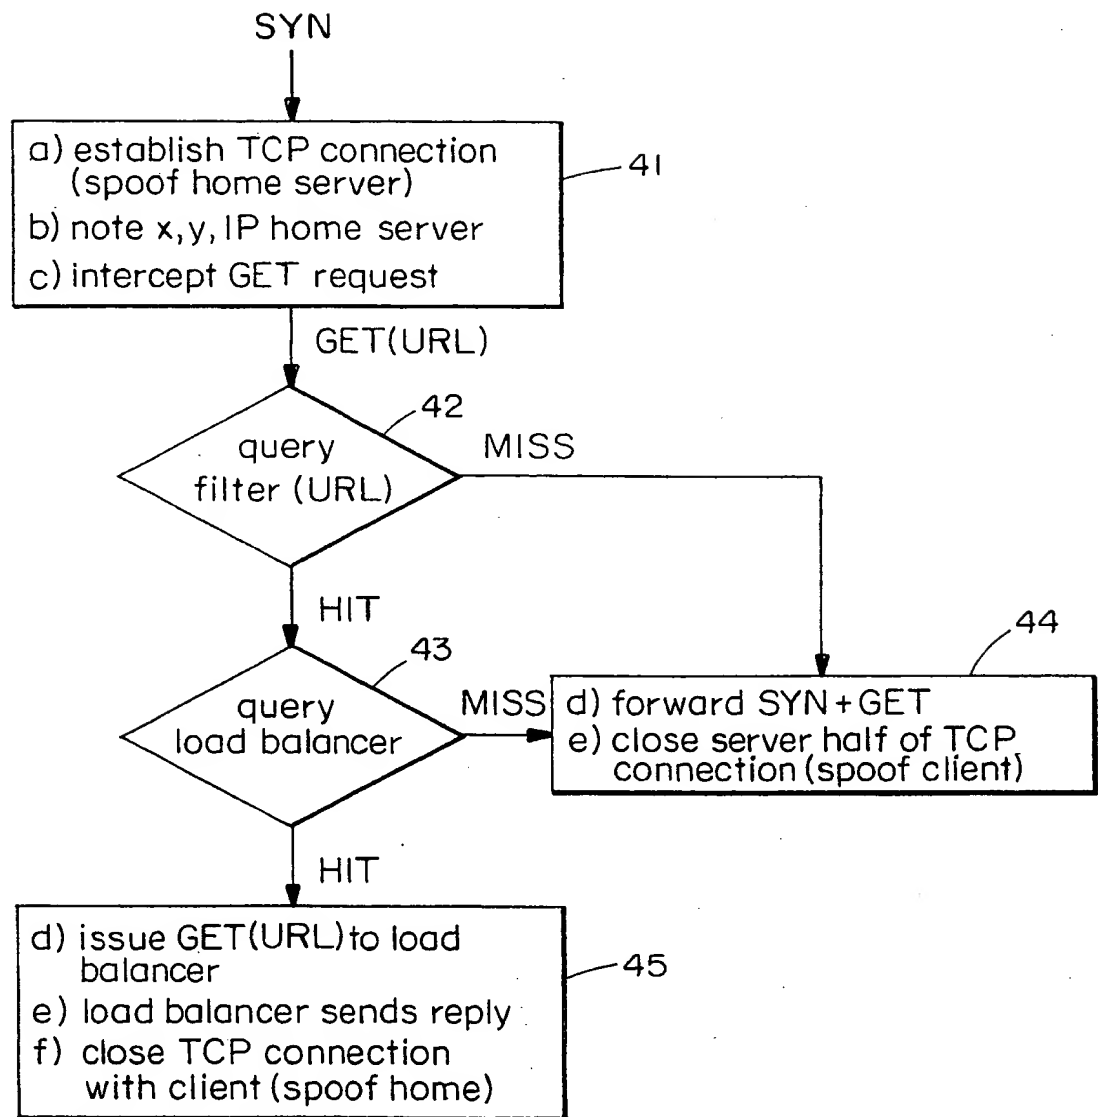 SYN
a) establish TCP connection
(spoof home server)
b) note x,y, IP home server
c) intercept GET request
41
GET(URL)
42
query
filter (URL)
MISS
HIT
43
query
load balancer
MISS
44
d) forward SYN+GET
e) close server half of TCP
connection (spoof client)
HIT
d) issue GET(URL) to load
balancer
e) load balancer sends reply
f) close TCP connection
with client (spoof home)
45